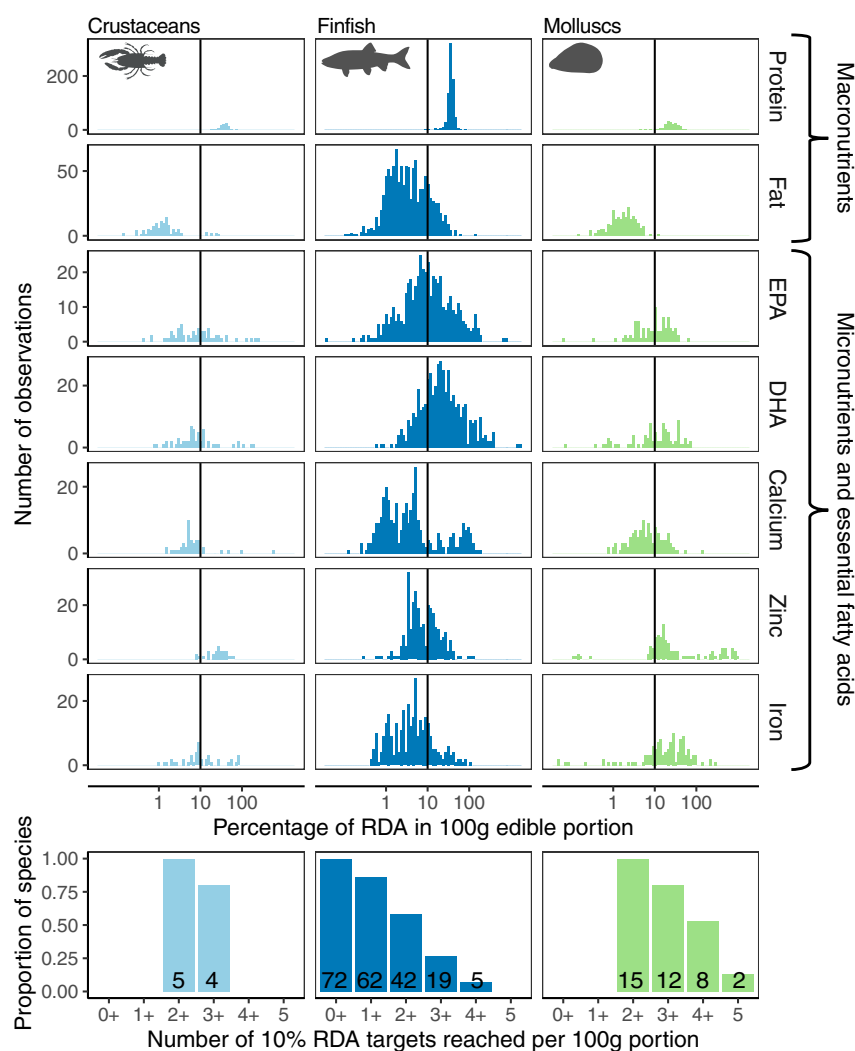 Crustaceans Finfish Molluscs
200
0
Protein
50
0
Fat
20
10
0
EPA
20
0
DHA
20
0
Calcium
20
0
Zinc
20
0
Iron
Macronutrients
Micronutrients and essential fatty acids
Number of observations
1 10 100 1 10 100 1 10 100
Percentage of RDA in 100g edible portion
Proportion of species
1.00
0.75
0.50
0.25
0.00
5 4 72 62 42 19 5 15 12 8 2
0+ 1+ 2+ 3+ 4+ 5 0+ 1+ 2+ 3+ 4+ 5 0+ 1+ 2+ 3+ 4+ 5
Number of 10% RDA targets reached per 100g portion